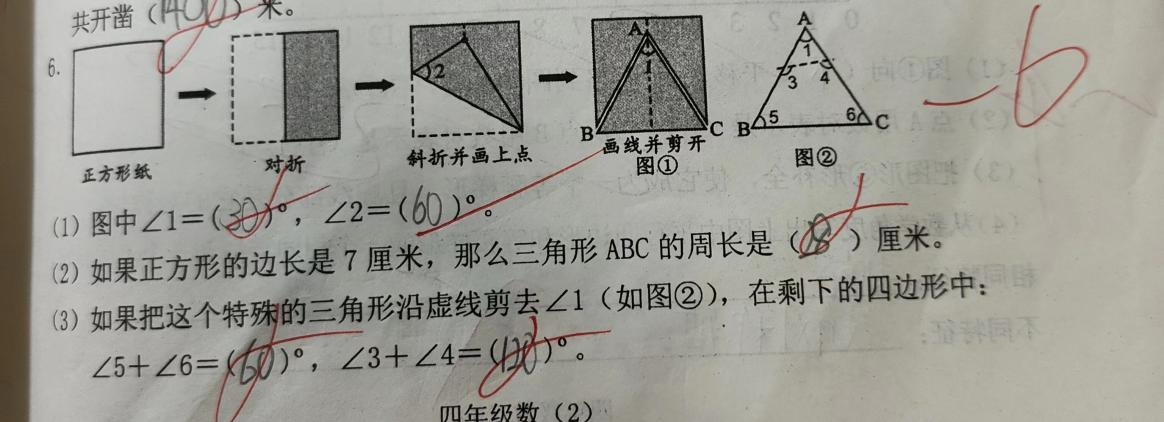 共开凿（1400）米。
6.
2
A
1
B
C
A
1
3
4
B
5
6
C
正方形纸
对折
斜折并画上点
画线并剪开
图①
图②
-6
(1) 图中∠1＝(30)°，∠2＝(60)°。
(2) 如果正方形的边长是 7 厘米，那么三角形 ABC 的周长是（18）厘米。
(3) 如果把这个特殊的三角形沿虚线剪去∠1（如图②），在剩下的四边形中：
∠5＋∠6＝(60)°，∠3＋∠4＝(120)°。
四年级数（2）